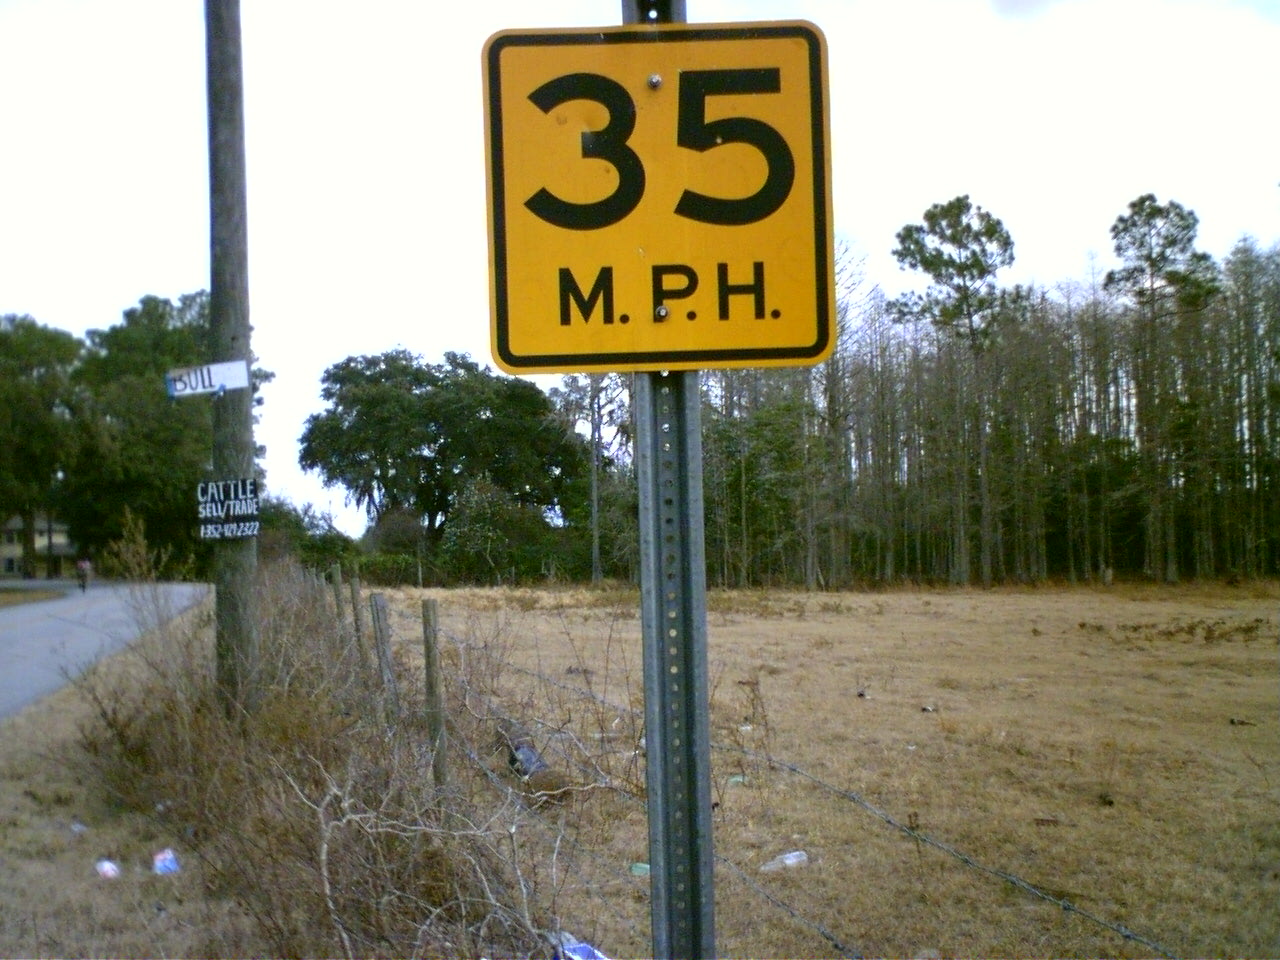 35
M.P.H.
BULL
CATTLE
SELL/TRADE